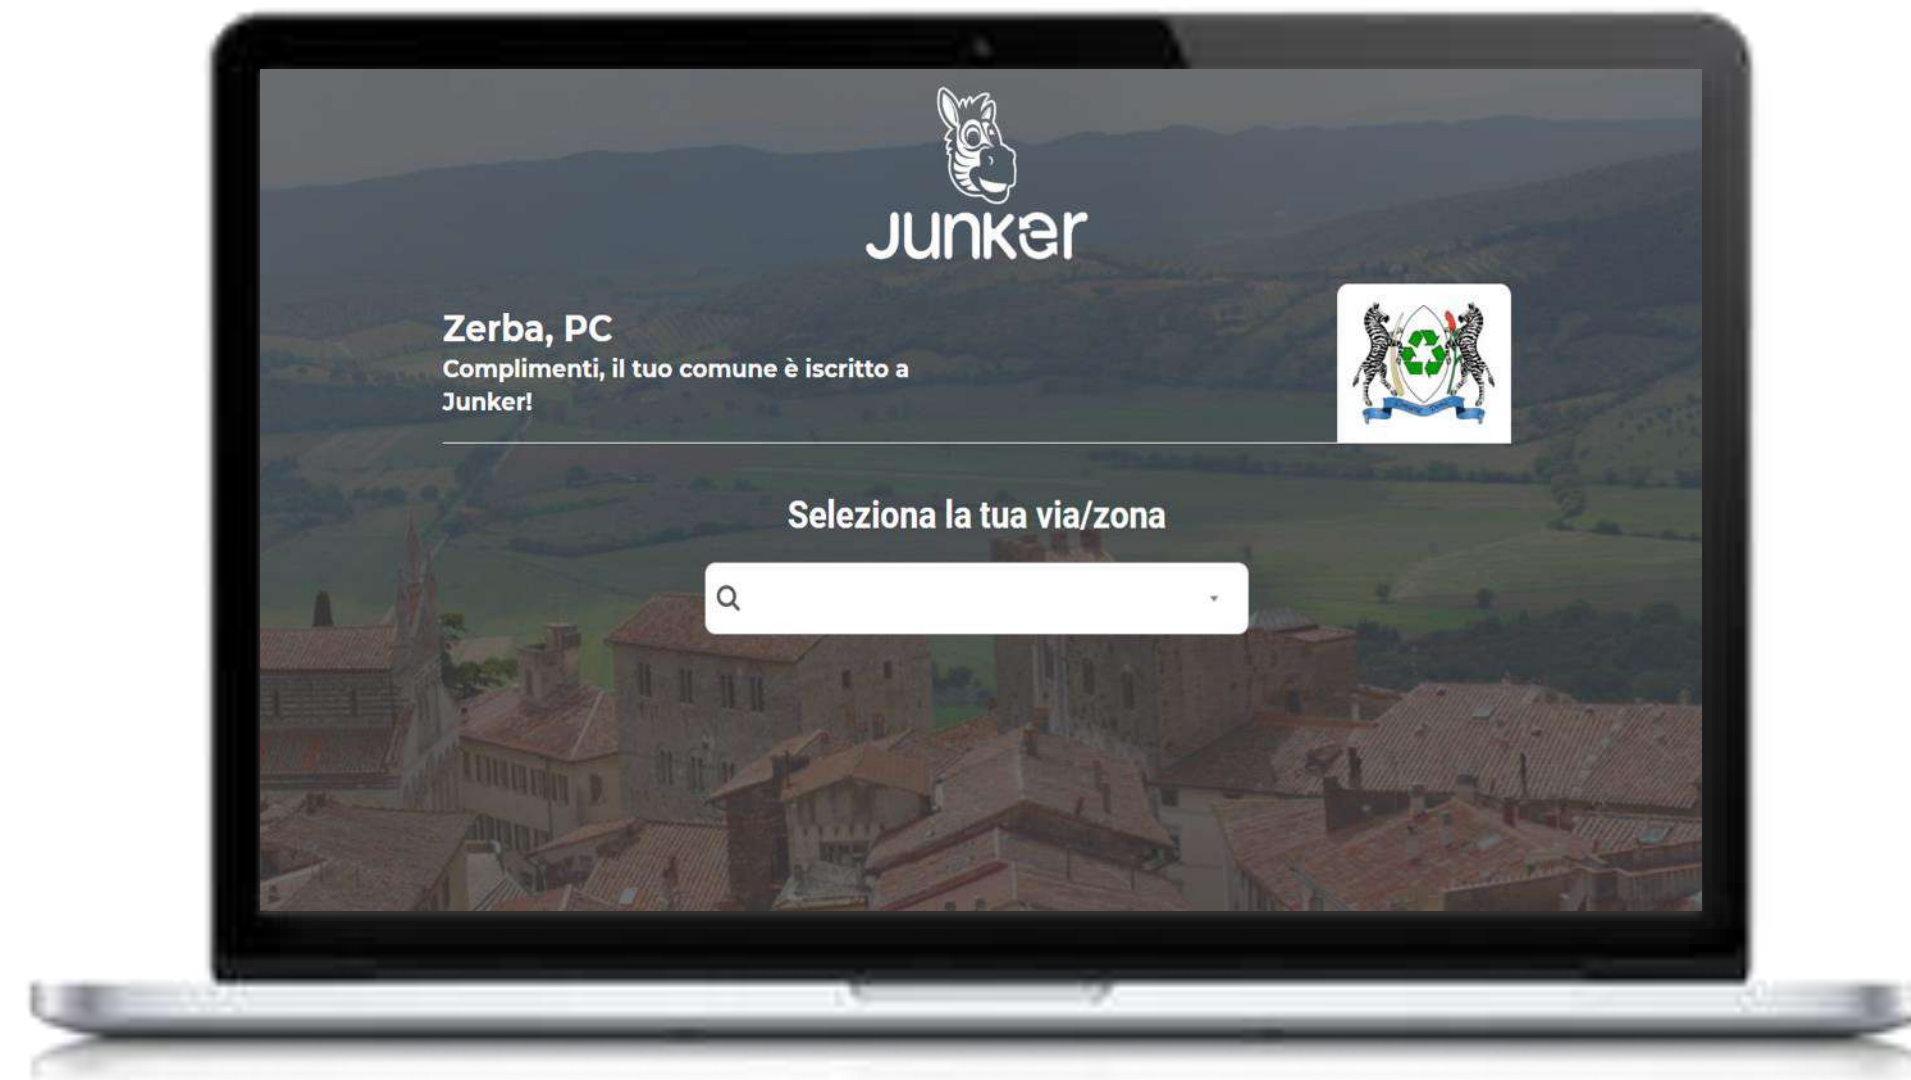 Junker
Zerba, PC
Complimenti, il tuo comune è iscritto a
Junker!
Seleziona la tua via/zona